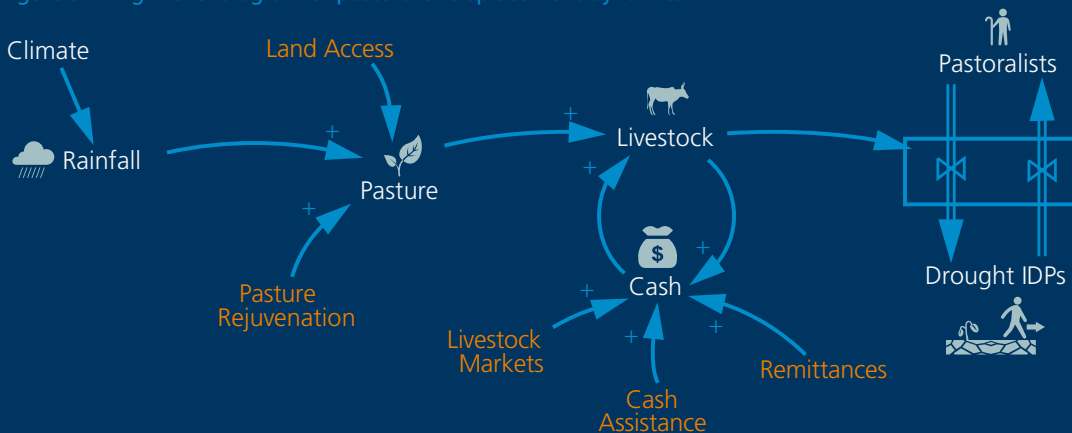 Climate
Land Access
Pastoralists
+
+
Livestock
Rainfall
Pasture
+
+
+
$
Cash
Drought IDPs
Pasture
Rejuvenation
+
+
+
Livestock
Markets
Remittances
Cash
Assistance